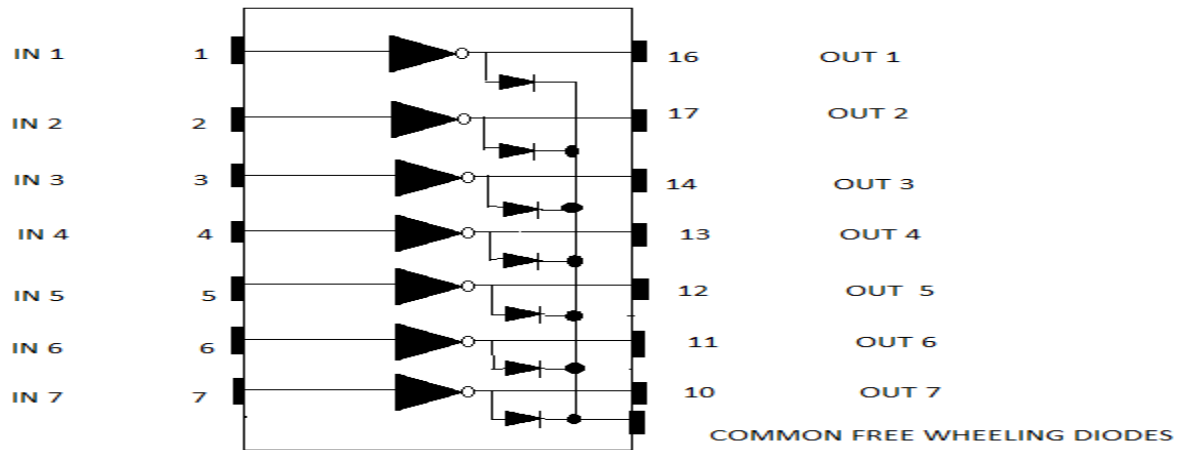 IN 1 1 16 OUT 1
IN 2 2 17 OUT 2
IN 3 3 14 OUT 3
IN 4 4 13 OUT 4
IN 5 5 12 OUT 5
IN 6 6 11 OUT 6
IN 7 7 10 OUT 7
COMMON FREE WHEELING DIODES